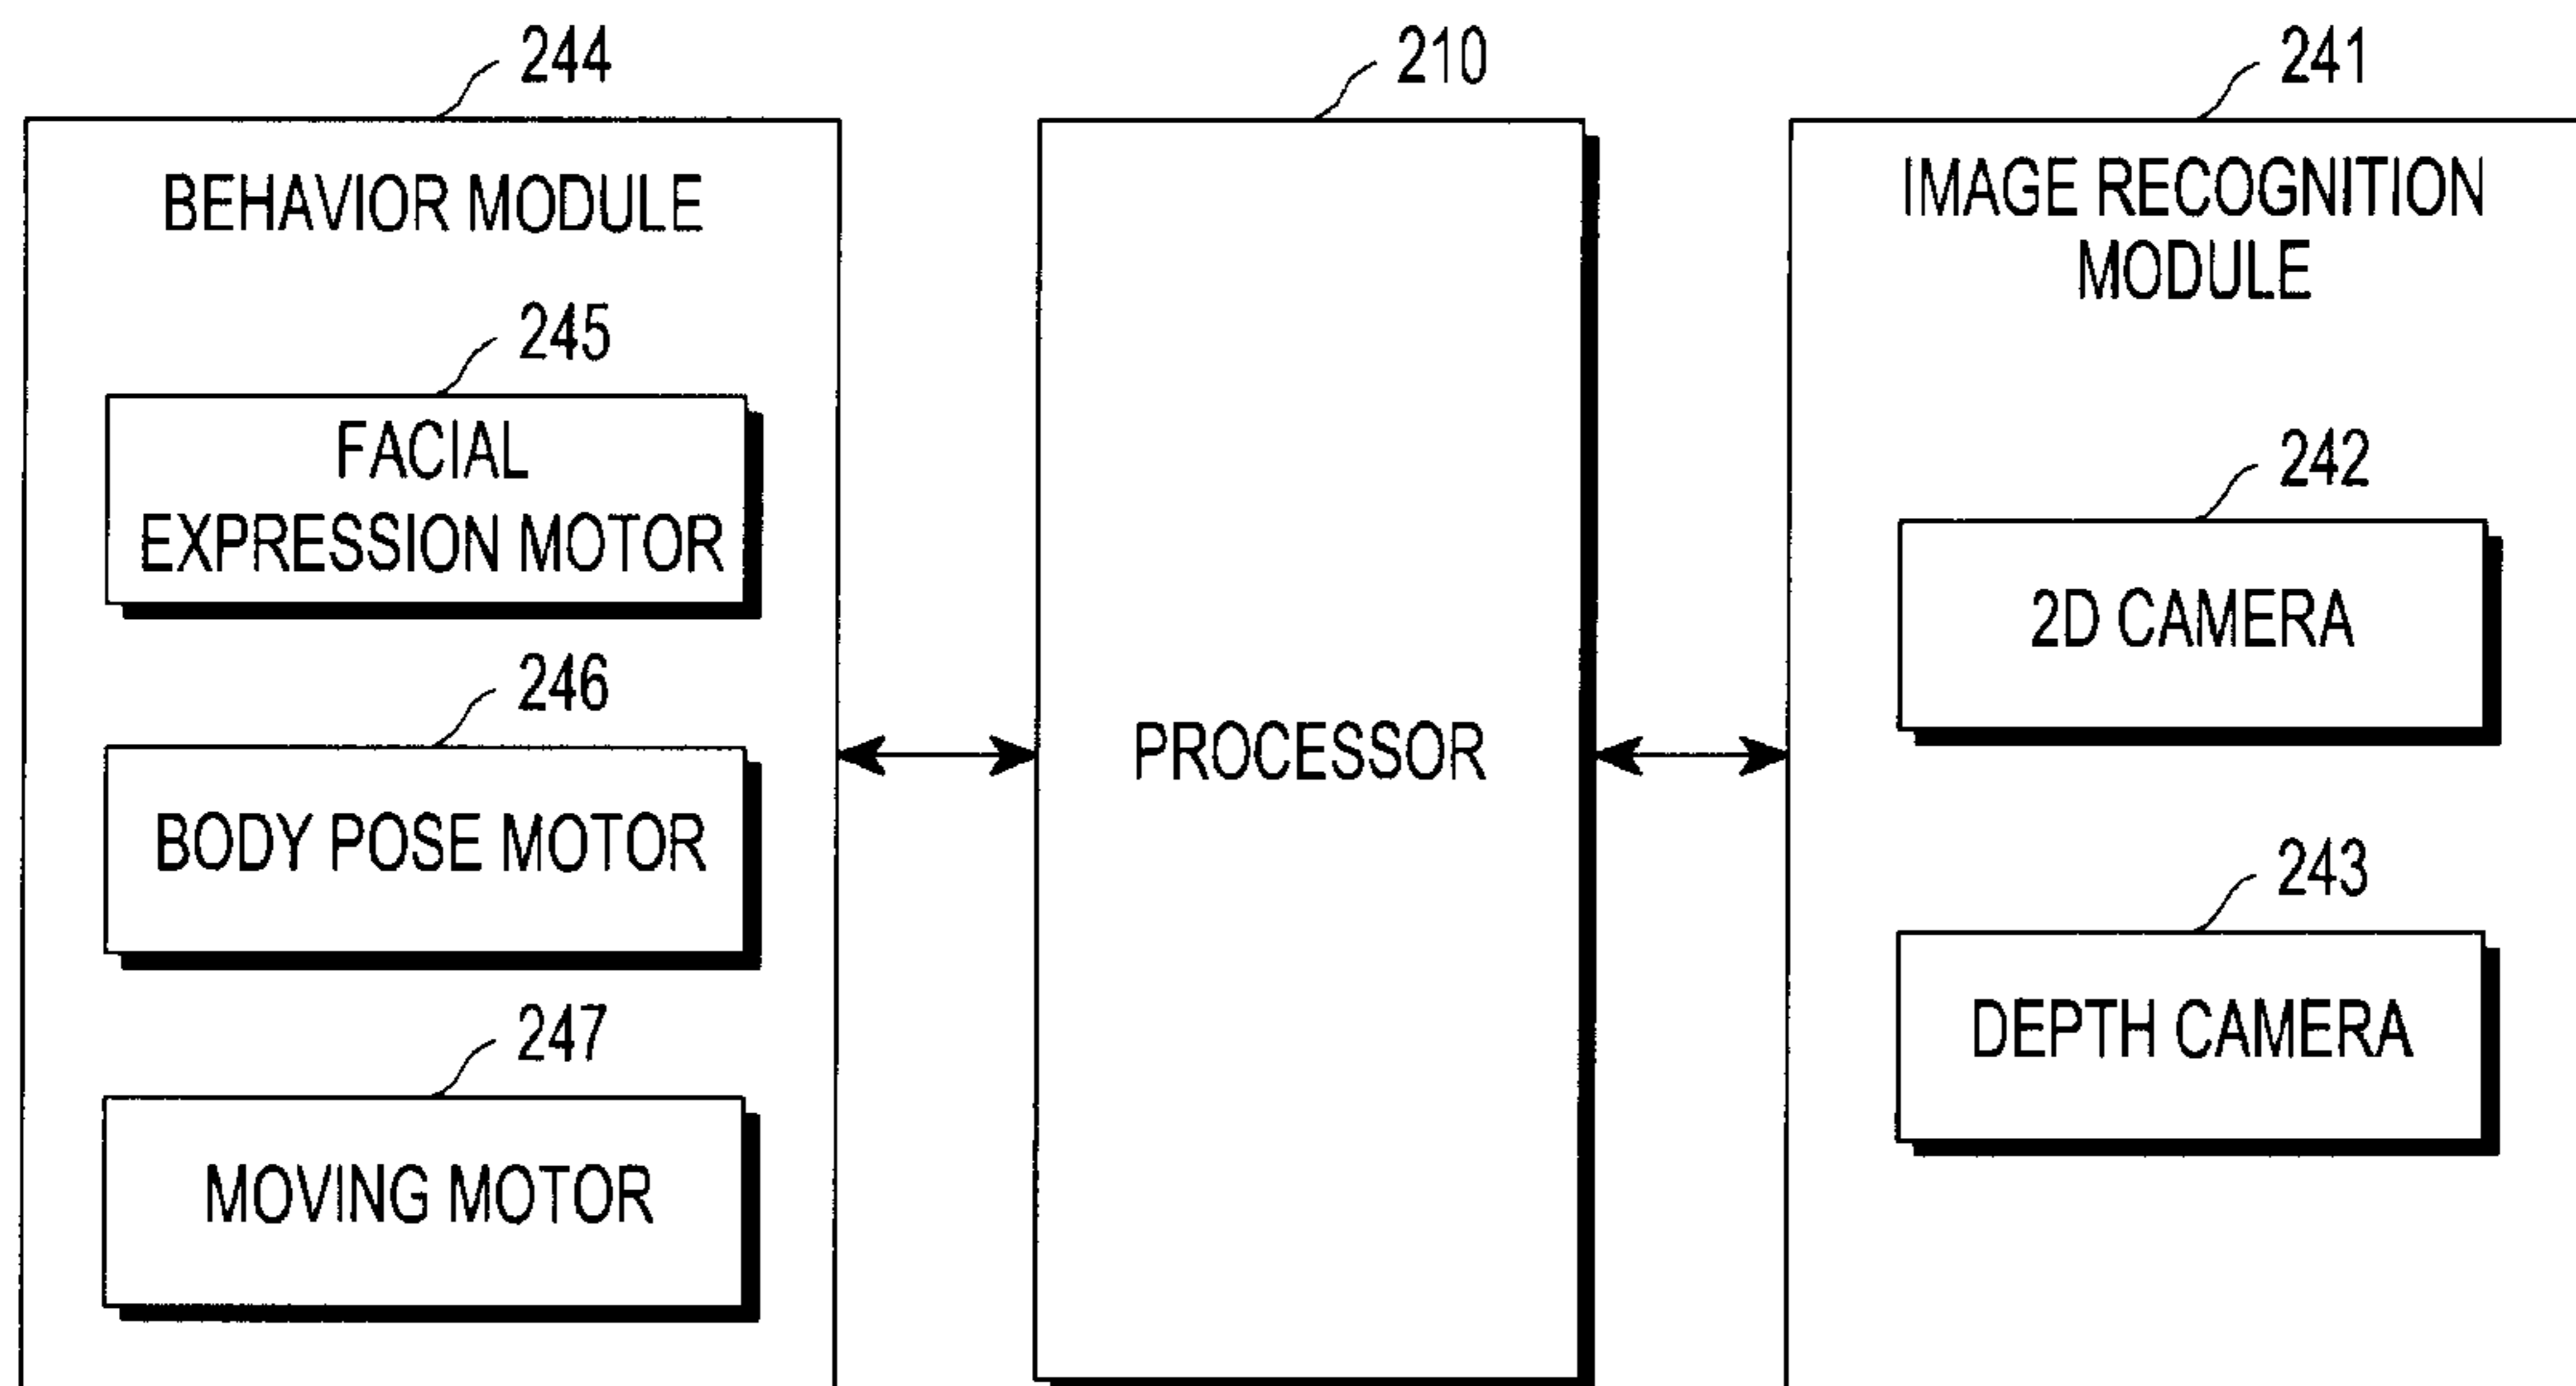 244
BEHAVIOR MODULE
245
FACIAL
EXPRESSION MOTOR
246
BODY POSE MOTOR
247
MOVING MOTOR
210
PROCESSOR
241
IMAGE RECOGNITION
MODULE
242
2D CAMERA
243
DEPTH CAMERA